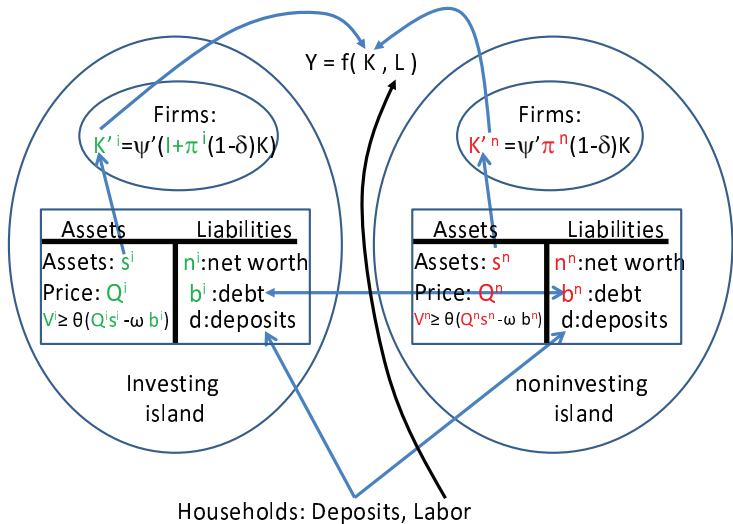 Y = f( K , L )
Firms:
K’ⁱ=ψ’(I+πⁱ(1-δ)K)
Assets Liabilities
Assets: sⁱ nⁱ:net worth
Price: Qⁱ bⁱ :debt
Vⁱ≥ θ(Qⁱsⁱ -ω bⁱ) d:deposits
Investing
island
Firms:
K’ⁿ=ψ’πⁿ(1-δ)K
Assets Liabilities
Assets: sⁿ nⁿ:net worth
Price: Qⁿ bⁿ :debt
Vⁿ≥ θ(Qⁿsⁿ -ω bⁿ) d:deposits
noninvesting
island
Households: Deposits, Labor